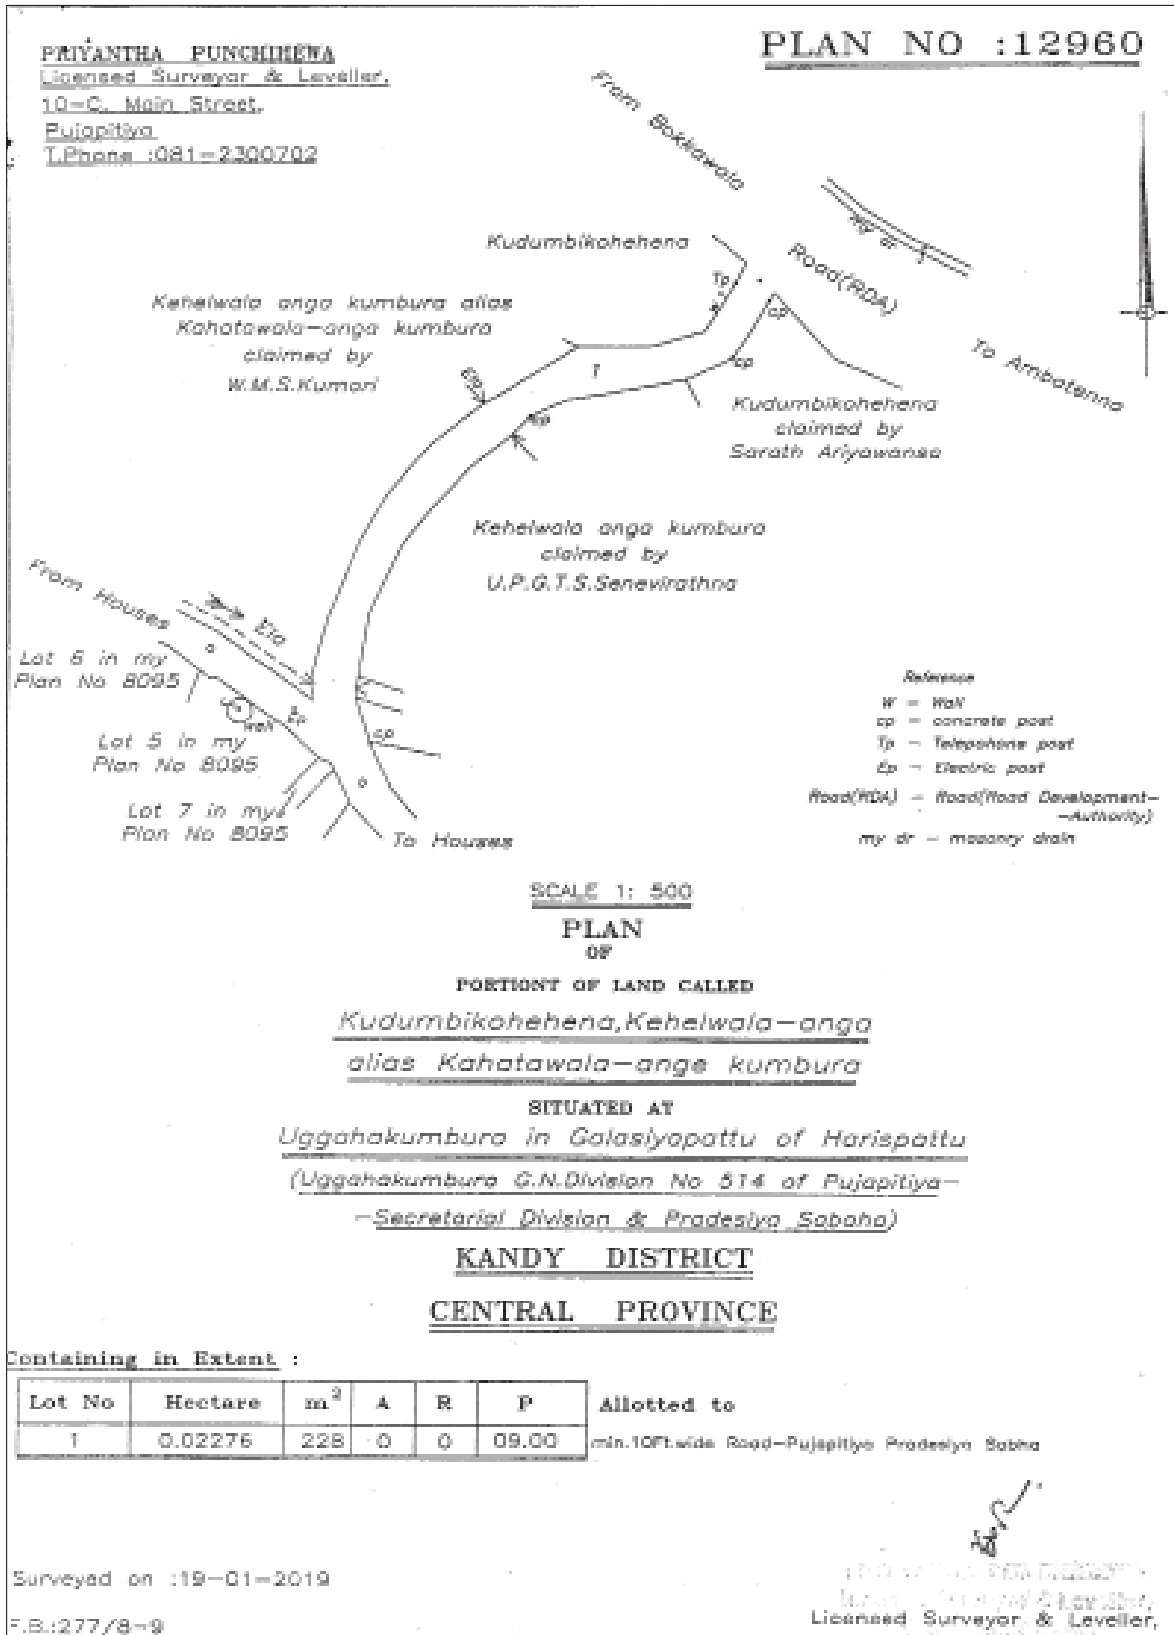 PRIYANTHA PUNCHIHEWA
Licensed Surveyor & Leveller,
10-C, Main Street,
Pujapitiya
T.Phone :081-2300702
PLAN NO :12960
From Bokkawala
Road(RDA)
To Ambatenna
my dr
Kudumbikohehena
Tp
cp
Kehelwala anga kumbura alias
Kahatawala-anga kumbura
claimed by
W.M.S.Kumari
1
cp
Kudumbikohehena
claimed by
Sarath Ariyawansa
Kehelwala anga kumbura
claimed by
U.P.G.T.S.Senevirathna
From Houses
Ela
Lot 6 in my
Plan No 8095
Ep
wall
cp
Lot 5 in my
Plan No 8095
Lot 7 in my
Plan No 8095
To Houses
Reference
W - Wall
cp - concrete post
Tp - Telepohone post
Ep - Electric post
Road(RDA) - Road(Road Development-
-Authority)
my dr - masonry drain
SCALE 1: 500
PLAN
OF
PORTIONT OF LAND CALLED
Kudumbikohehena,Kehelwala-anga
alias Kahatawala-ange kumbura
SITUATED AT
Uggahakumbura in Galasiyapattu of Harispattu
(Uggahakumbura G.N.Division No 514 of Pujapitiya-
-Secretarial Division & Pradesiya Sabaha)
KANDY DISTRICT
CENTRAL PROVINCE
Containing in Extent :
Lot No Hectare m² A R P Allotted to
1 0.02276 228 0 0 09.00 min.10Ft.wide Road-Pujapitiya Pradesiya Sabha
Surveyed on :19-01-2019
F.B.:277/8-9
Licensed Surveyor & Leveller,